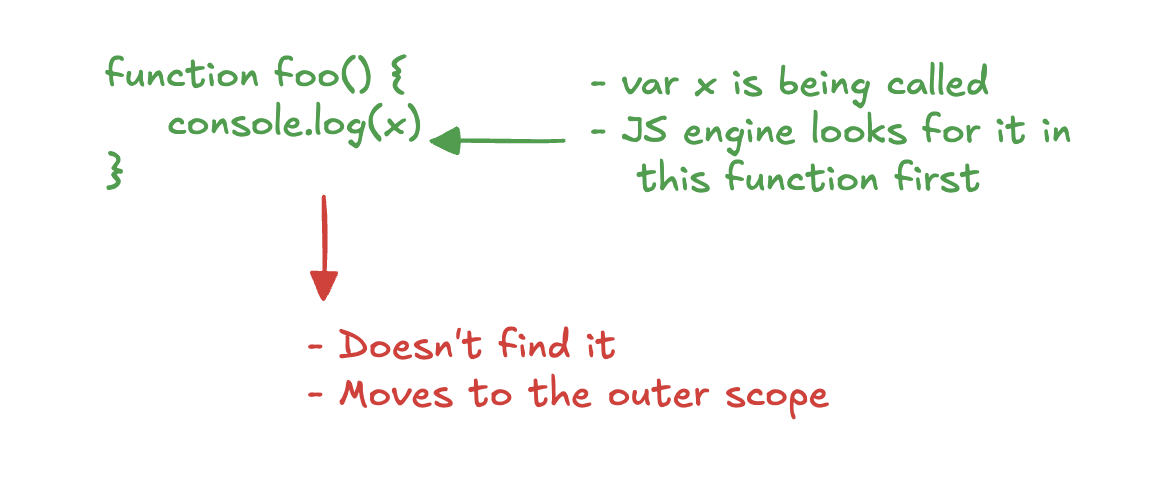 function foo() {
console.log(x)
}
- var x is being called
- JS engine looks for it in
this function first
- Doesn't find it
- Moves to the outer scope